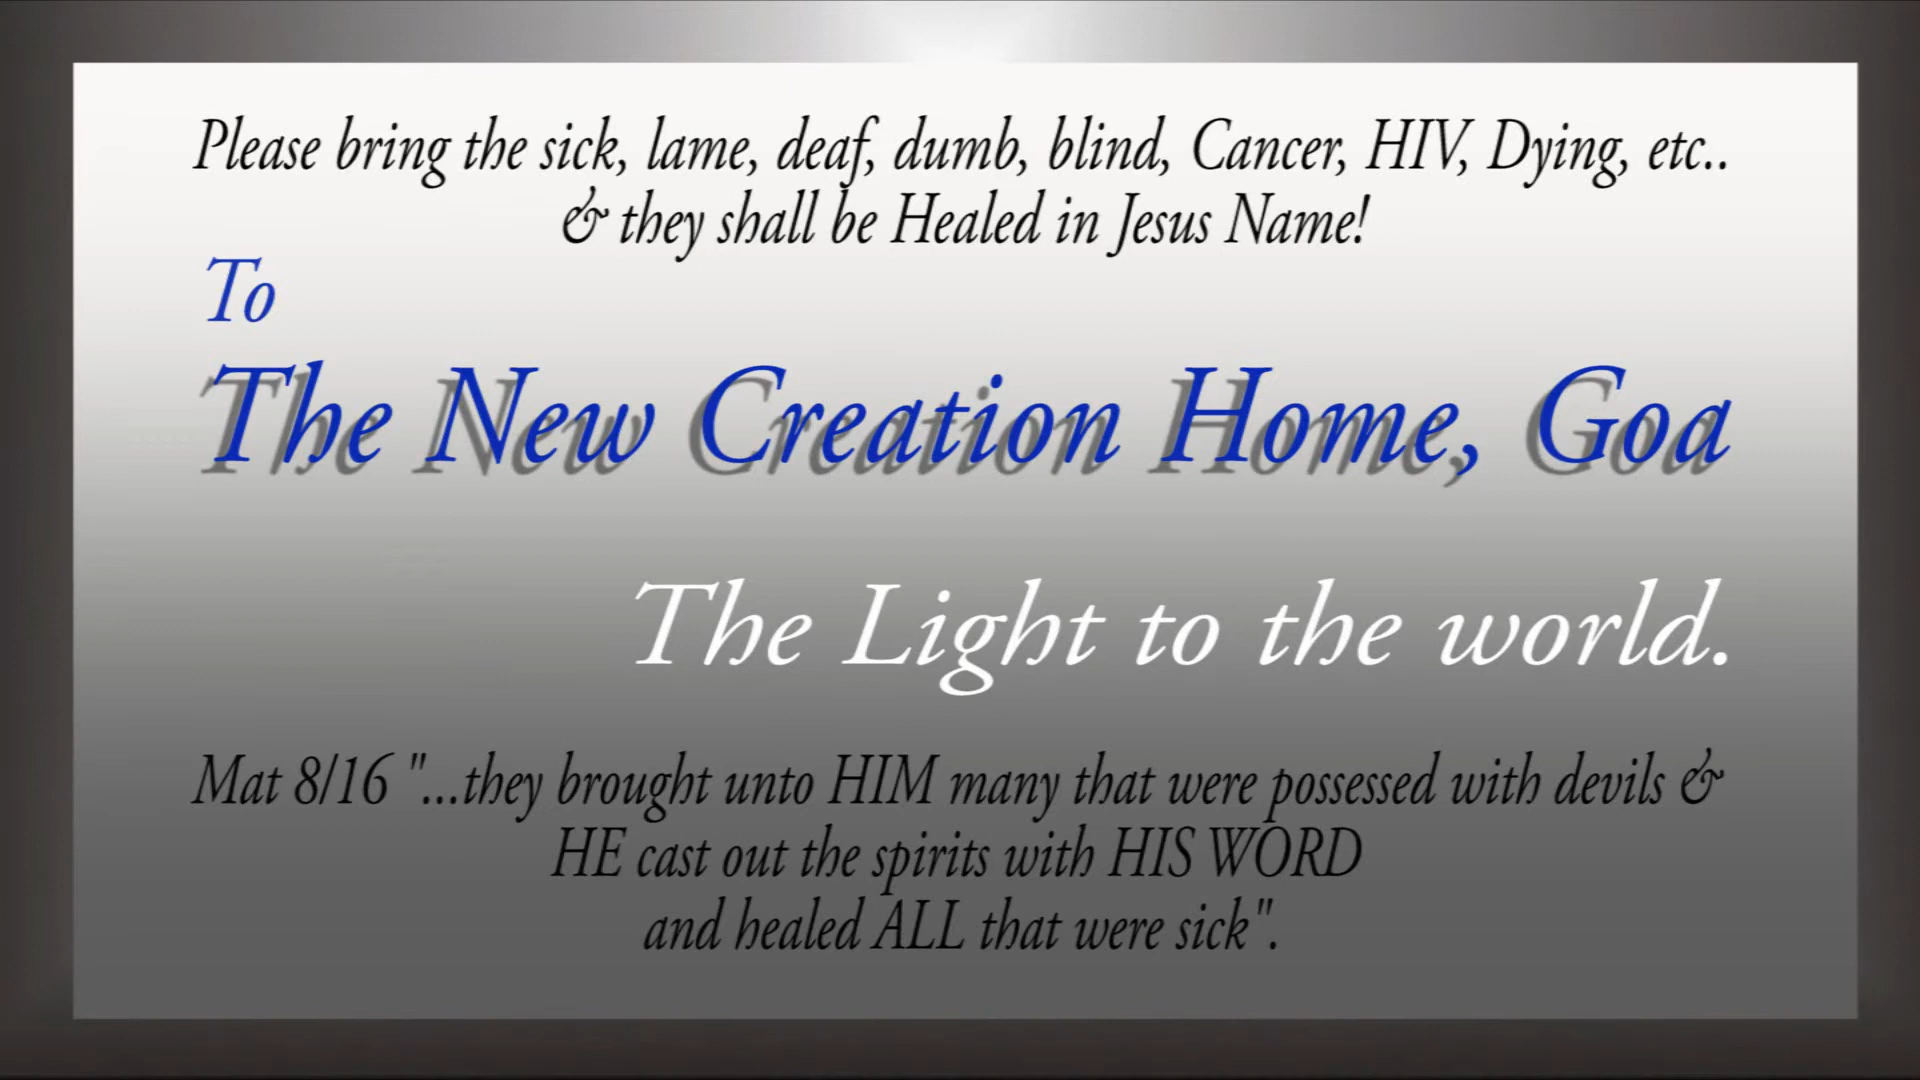 Please bring the sick, lame, deaf, dumb, blind, Cancer, HIV, Dying, etc..
& they shall be Healed in Jesus Name!
To
The New Creation Home, Goa
The Light to the world.
Mat 8/16 "...they brought unto HIM many that were possessed with devils &
HE cast out the spirits with HIS WORD
and healed ALL that were sick".